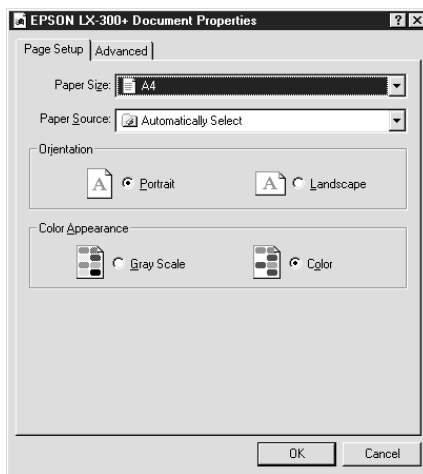 EPSON LX-300+ Document Properties ? X
Page Setup Advanced
Paper Size: A4
Paper Source: Automatically Select
Orientation
A Portrait A Landscape
Color Appearance
Gray Scale Color
OK Cancel